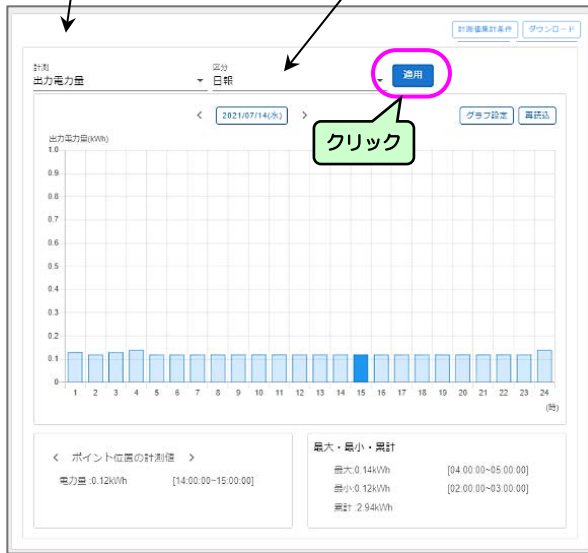 計測値集計条件 ダウンロード
計測 区分
出力電力量 日報 適用
クリック
< 2021/07/14(水) > グラフ設定 再読込
出力電力量(kWh)
1.0
0.9
0.8
0.7
0.6
0.5
0.4
0.3
0.2
0.1
0
1 2 3 4 5 6 7 8 9 10 11 12 13 14 15 16 17 18 19 20 21 22 23 24
(時)
< ポイント位置の計測値 >
電力量 :0.12kWh [14:00:00~15:00:00]
最大・最小・累計
最大:0.14kWh [04:00:00~05:00:00]
最小:0.12kWh [02:00:00~03:00:00]
累計 :2.94kWh